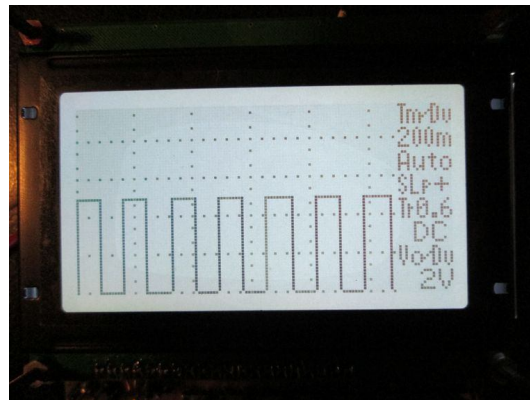 Tm/Dv
200m
Auto
SLp+
Tr0.6
DC
Vo/Dv
2V